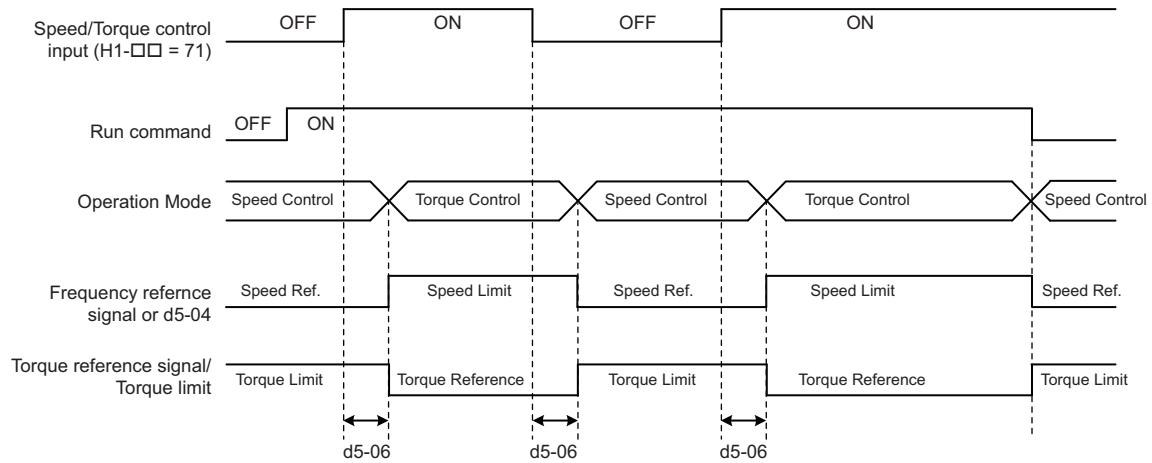 Speed/Torque control
input (H1-□□ = 71)
OFF ON OFF ON
Run command
OFF ON
Operation Mode
Speed Control Torque Control Speed Control Torque Control Speed Control
Frequency refernce
signal or d5-04
Speed Ref. Speed Limit Speed Ref. Speed Limit Speed Ref.
Torque reference signal/
Torque limit
Torque Limit Torque Reference Torque Limit Torque Reference Torque Limit
d5-06 d5-06 d5-06